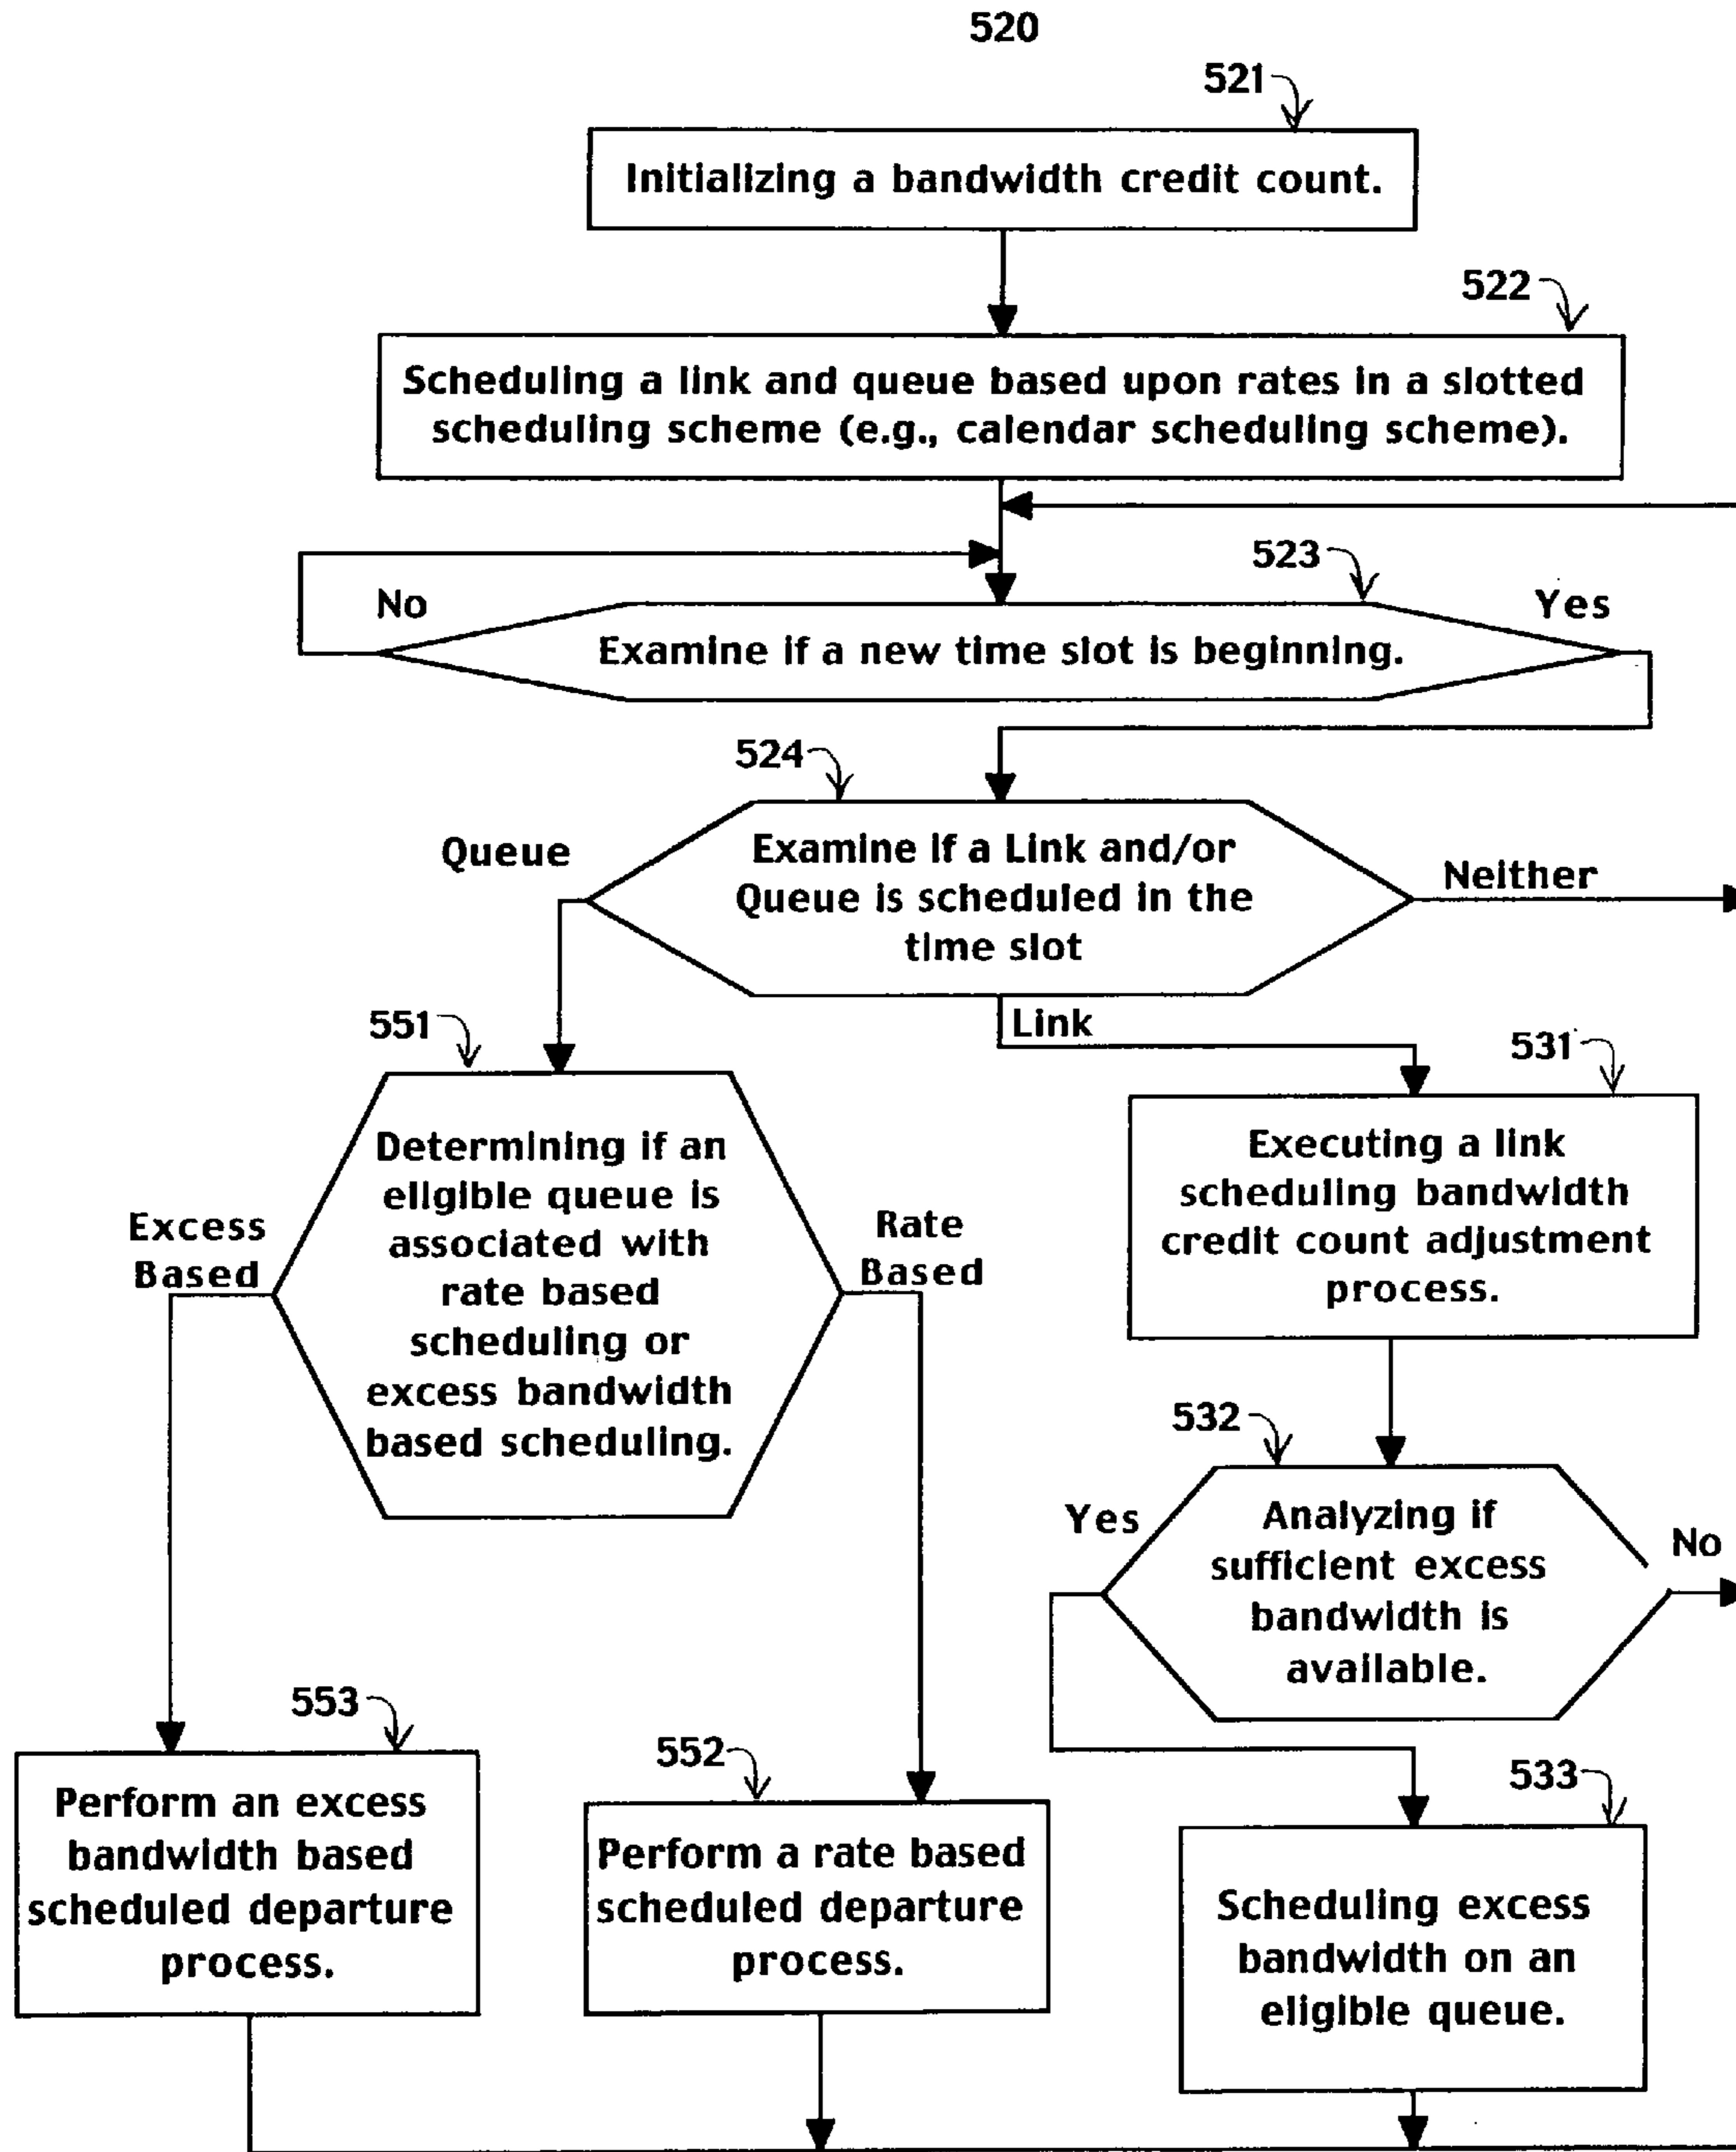 520
521
Initializing a bandwidth credit count.
522
Scheduling a link and queue based upon rates in a slotted
scheduling scheme (e.g., calendar scheduling scheme).
523
No
Yes
Examine if a new time slot is beginning.
524
Queue
Examine if a Link and/or
Queue is scheduled in the
time slot
Neither
Link
551
Determining if an
eligible queue is
associated with
rate based
scheduling or
excess bandwidth
based scheduling.
Excess
Based
Rate
Based
531
Executing a link
scheduling bandwidth
credit count adjustment
process.
532
Yes
Analyzing if
sufficient excess
bandwidth is
available.
No
553
Perform an excess
bandwidth based
scheduled departure
process.
552
Perform a rate based
scheduled departure
process.
533
Scheduling excess
bandwidth on an
eligible queue.